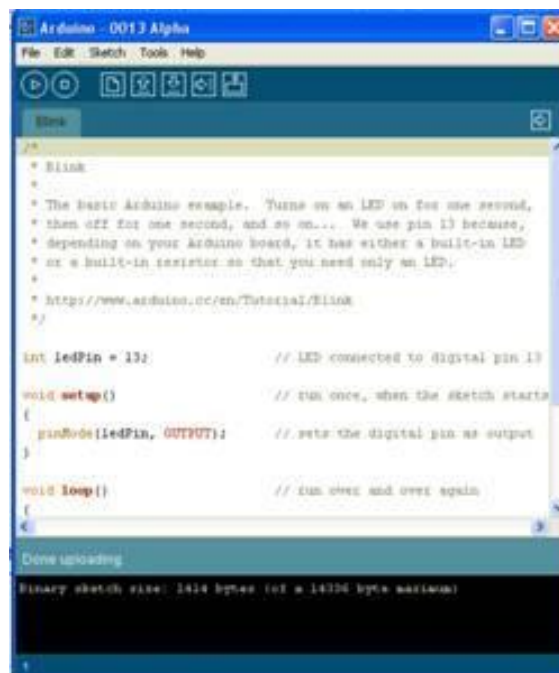 Arduino - 0013 Alpha
File Edit Sketch Tools Help
Blink
/*
* Blink
*
* The basic Arduino example.  Turns on an LED on for one second,
* then off for one second, and so on...  We use pin 13 because,
* depending on your Arduino board, it has either a built-in LED
* or a built-in resistor so that you need only an LED.
*
* http://www.arduino.cc/en/Tutorial/Blink
*/
int ledPin = 13; // LED connected to digital pin 13
void setup() // run once, when the sketch starts
{
pinMode(ledPin, OUTPUT); // sets the digital pin as output
}
void loop() // run over and over again
{
Done uploading.
Binary sketch size: 1414 bytes (of a 14336 byte maximum)
1